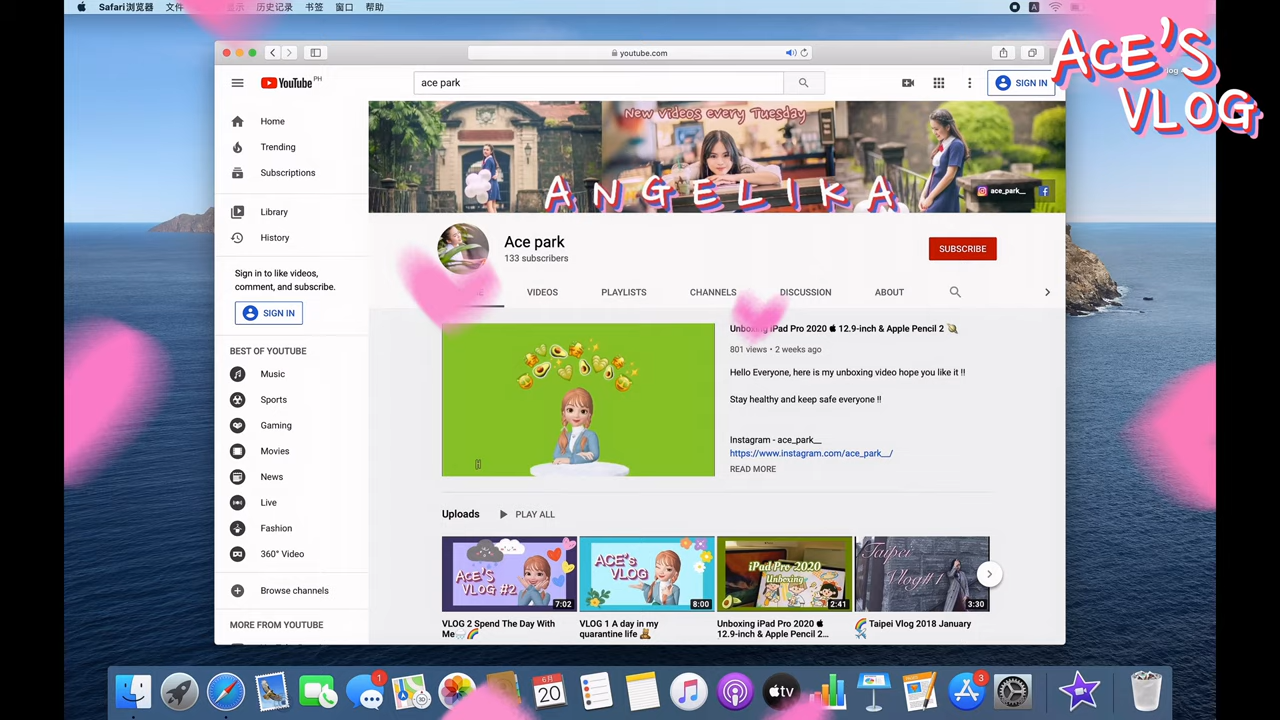 Safari浏览器 文件 显示 历史记录 书签 窗口 帮助
ACE'S
VLOG
youtube.com
YouTube PH
ace park
SIGN IN
Home
Trending
Subscriptions
Library
History
Sign in to like videos,
comment, and subscribe.
SIGN IN
BEST OF YOUTUBE
Music
Sports
Gaming
Movies
News
Live
Fashion
360° Video
Browse channels
MORE FROM YOUTUBE
New videos every Tuesday
ANGELIKA
ace_park__
Ace park
133 subscribers
SUBSCRIBE
VIDEOS PLAYLISTS CHANNELS DISCUSSION ABOUT
Unboxing iPad Pro 2020 12.9-inch & Apple Pencil 2
801 views • 2 weeks ago
Hello Everyone, here is my unboxing video hope you like it !!
Stay healthy and keep safe everyone !!
Instagram - ace_park__
https://www.instagram.com/ace_park__/
READ MORE
Uploads PLAY ALL
ACE'S
VLOG #2
7:02
ACE'S
VLOG
8:00
iPad Pro 2020
Unboxing
2:41
Taipei
Vlog#1
3:30
VLOG 2 Spend The Day With
Me
VLOG 1 A day in my
quarantine life
Unboxing iPad Pro 2020
12.9-inch & Apple Pencil 2...
Taipei Vlog 2018 January
1
6月
20
tv
3